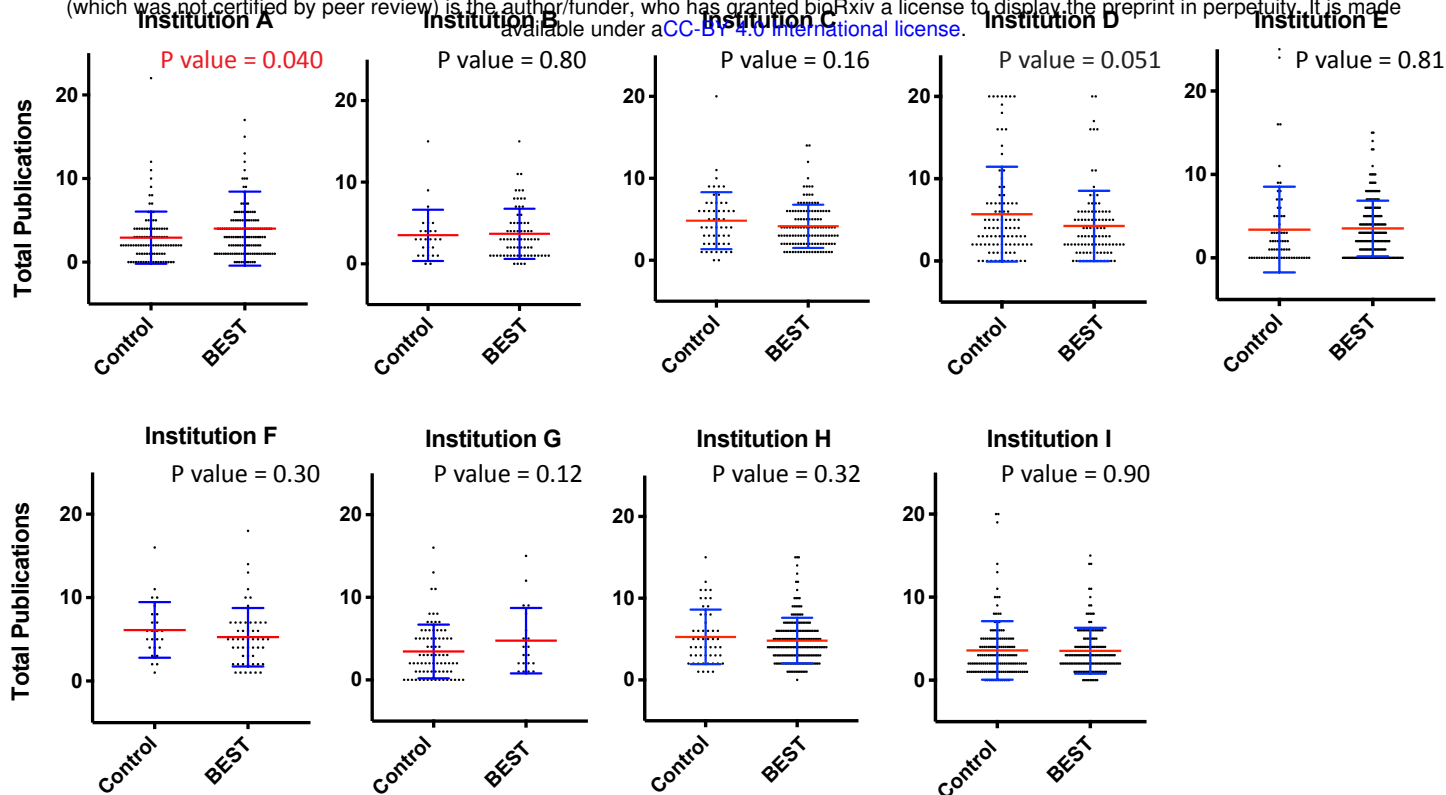 (which was not certified by peer review) is the author/funder, who has granted bioRxiv a license to display the preprint in perpetuity. It is made
available under aCC-BY 4.0 International license.
Institution A Institution B Institution C Institution D Institution E
P value = 0.040 P value = 0.80 P value = 0.16 P value = 0.051 P value = 0.81
Total Publications
20 20 20 20 20
10 10 10 10 10
0 0 0 0 0
Control BEST Control BEST Control BEST Control BEST Control BEST
Institution F Institution G Institution H Institution I
P value = 0.30 P value = 0.12 P value = 0.32 P value = 0.90
Total Publications
20 20 20 20
10 10 10 10
0 0 0 0
Control BEST Control BEST Control BEST Control BEST